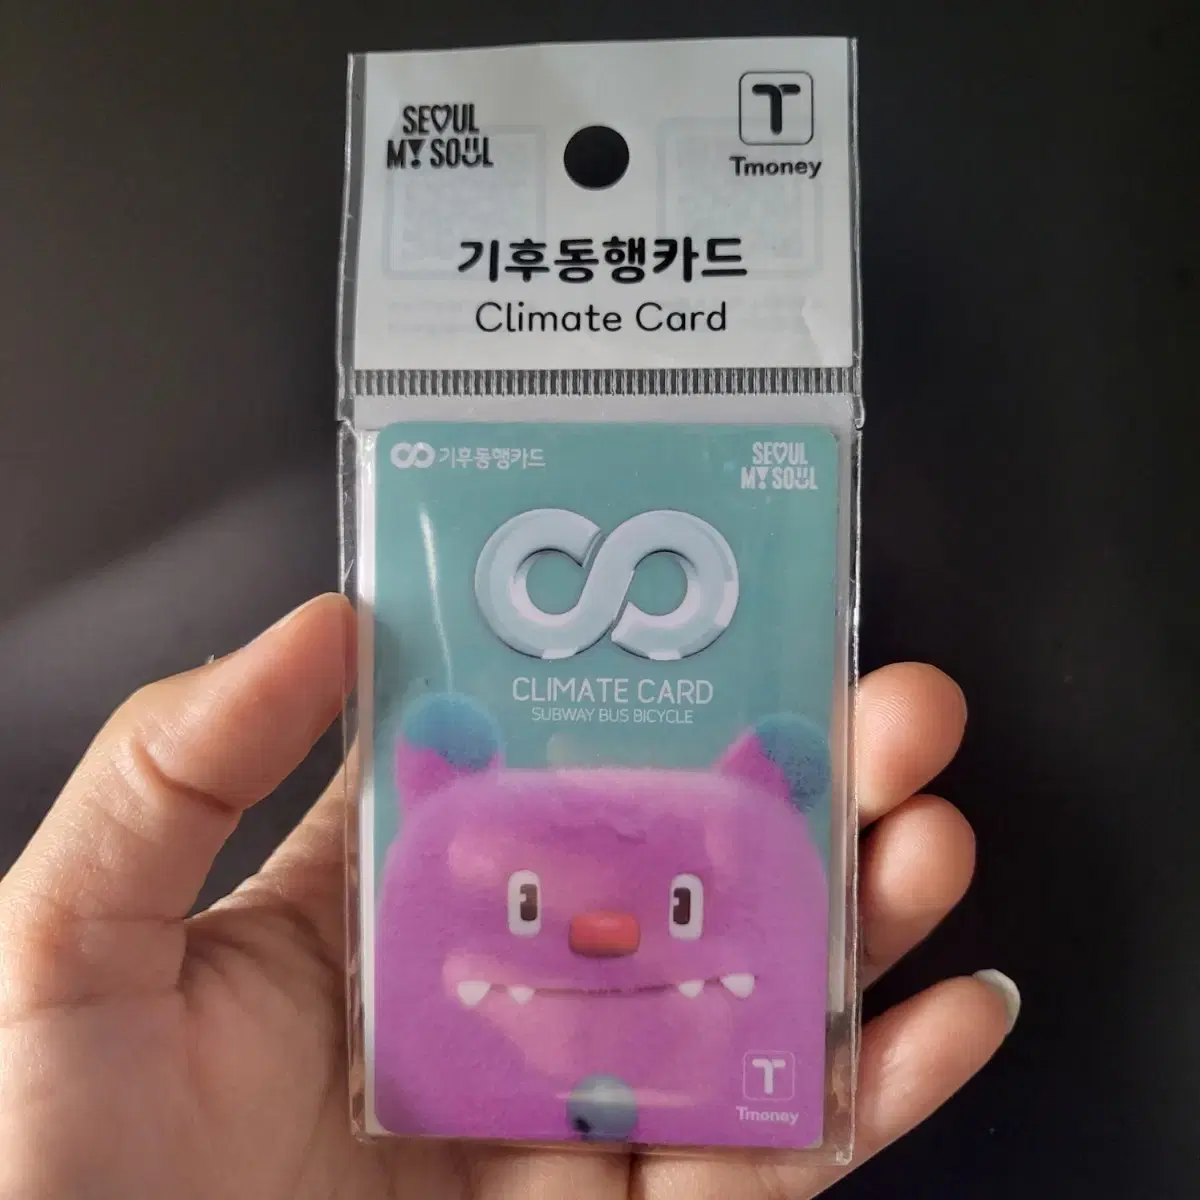 SEOUL
MY SOUL
T
Tmoney
기후동행카드
Climate Card
기후동행카드
SEOUL
MY SOUL
CLIMATE CARD
SUBWAY BUS BICYCLE
T
Tmoney